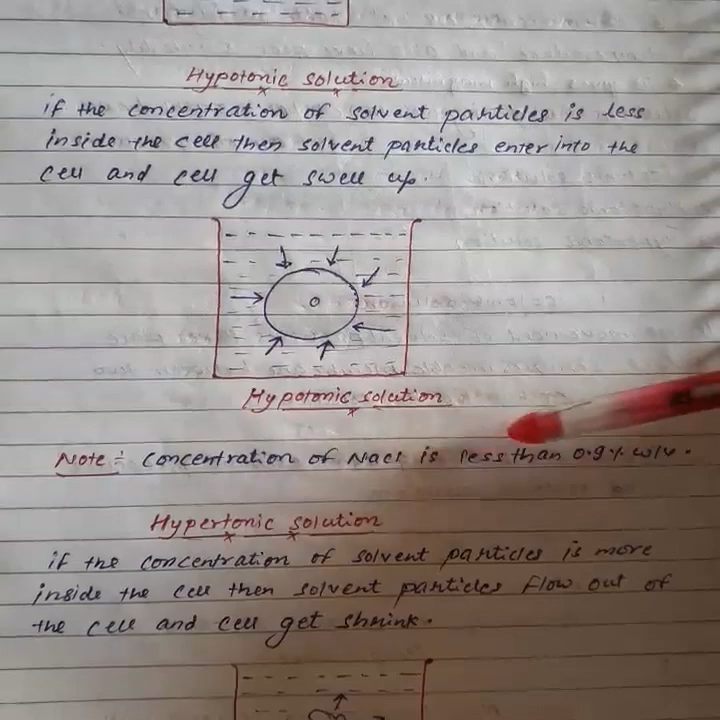 Hypotonic solution
if the concentration of solvent particles is less
inside the cell then solvent particles enter into the
cell and cell get swell up.
Hypotonic solution
Note:- Concentration of Nacl is less than 0.9% w/v.
Hypertonic solution
if the concentration of solvent particles is more
inside the cell then solvent particles flow out of
the cell and cell get shrink.